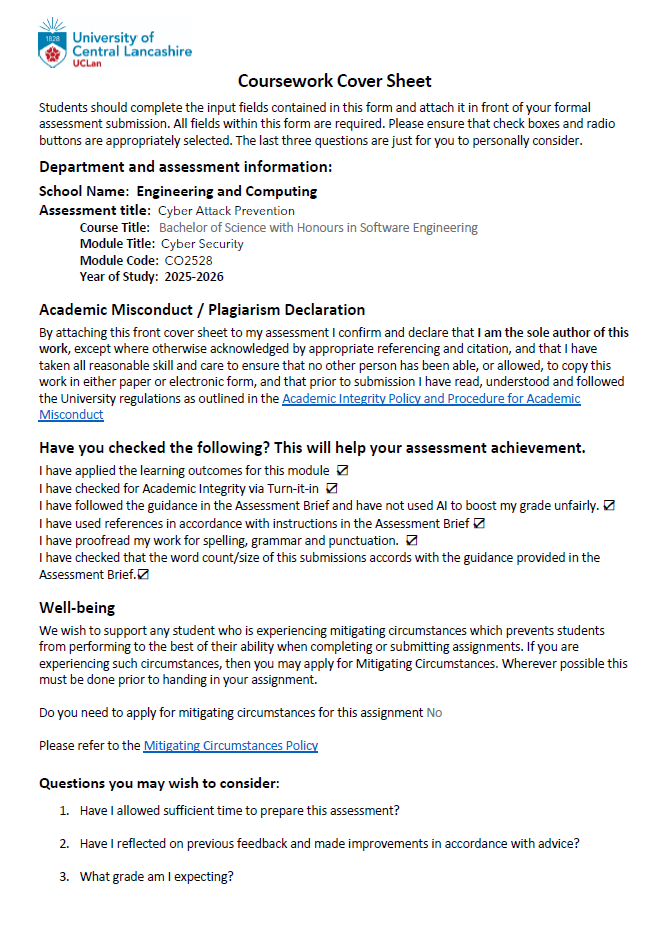 1828
University of
Central Lancashire
UCLan
Coursework Cover Sheet
Students should complete the input fields contained in this form and attach it in front of your formal
assessment submission. All fields within this form are required. Please ensure that check boxes and radio
buttons are appropriately selected. The last three questions are just for you to personally consider.
Department and assessment information:
School Name: Engineering and Computing
Assessment title: Cyber Attack Prevention
Course Title: Bachelor of Science with Honours in Software Engineering
Module Title: Cyber Security
Module Code: CO2528
Year of Study: 2025-2026
Academic Misconduct / Plagiarism Declaration
By attaching this front cover sheet to my assessment I confirm and declare that I am the sole author of this
work, except where otherwise acknowledged by appropriate referencing and citation, and that I have
taken all reasonable skill and care to ensure that no other person has been able, or allowed, to copy this
work in either paper or electronic form, and that prior to submission I have read, understood and followed
the University regulations as outlined in the Academic Integrity Policy and Procedure for Academic
Misconduct
Have you checked the following? This will help your assessment achievement.
I have applied the learning outcomes for this module ☑
I have checked for Academic Integrity via Turn-it-in ☑
I have followed the guidance in the Assessment Brief and have not used AI to boost my grade unfairly. ☑
I have used references in accordance with instructions in the Assessment Brief ☑
I have proofread my work for spelling, grammar and punctuation. ☑
I have checked that the word count/size of this submissions accords with the guidance provided in the
Assessment Brief.☑
Well-being
We wish to support any student who is experiencing mitigating circumstances which prevents students
from performing to the best of their ability when completing or submitting assignments. If you are
experiencing such circumstances, then you may apply for Mitigating Circumstances. Wherever possible this
must be done prior to handing in your assignment.
Do you need to apply for mitigating circumstances for this assignment No
Please refer to the Mitigating Circumstances Policy
Questions you may wish to consider:
1. Have I allowed sufficient time to prepare this assessment?
2. Have I reflected on previous feedback and made improvements in accordance with advice?
3. What grade am I expecting?